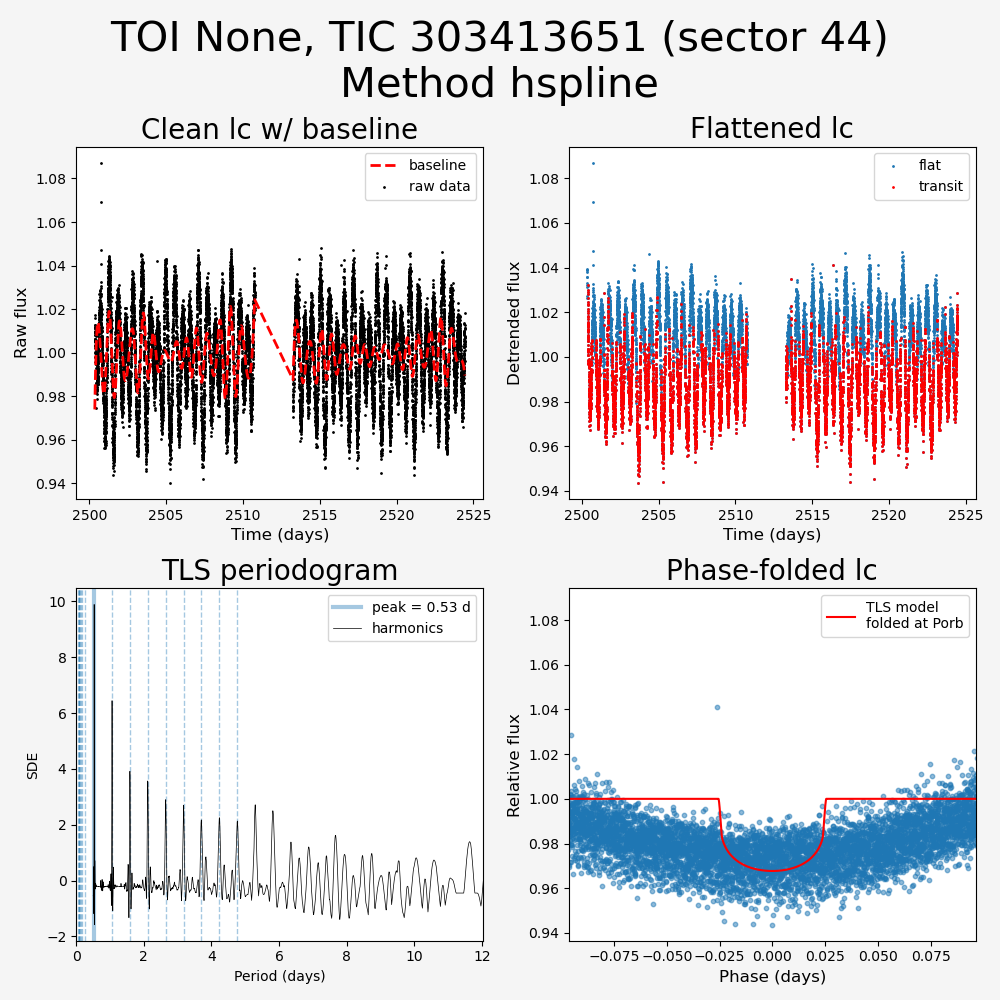 TOI None, TIC 303413651 (sector 44)
Method hspline
Clean lc w/ baseline
Raw flux
1.08
1.06
1.04
1.02
1.00
0.98
0.96
0.94
baseline
raw data
2500
2505
2510
2515
2520
2525
Time (days)
Flattened lc
Detrended flux
1.08
1.06
1.04
1.02
1.00
0.98
0.96
0.94
flat
transit
2500
2505
2510
2515
2520
2525
Time (days)
TLS periodogram
SDE
10
8
6
4
2
0
−2
peak = 0.53 d
harmonics
0
2
4
6
8
10
12
Period (days)
Phase-folded lc
Relative flux
1.08
1.06
1.04
1.02
1.00
0.98
0.96
0.94
TLS model
folded at Porb
−0.075
−0.050
−0.025
0.000
0.025
0.050
0.075
Phase (days)